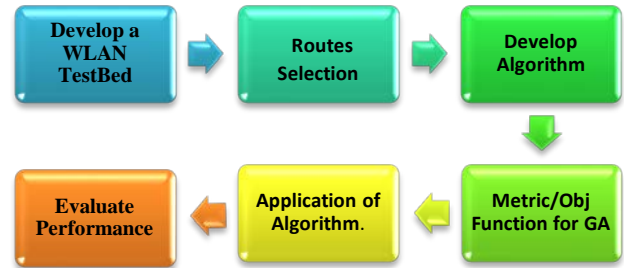 Develop a
WLAN
TestBed
Routes
Selection
Develop
Algorithm
Metric/Obj
Function for GA
Application of
Algorithm.
Evaluate
Performance